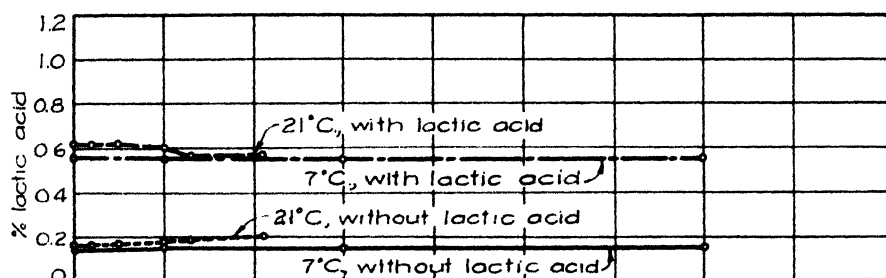 1.2
1.0
0.8
0.6
0.4
0.2
0
% lactic acid
21°C, with lactic acid
7°C, with lactic acid
21°C, without lactic acid
7°C, without lactic acid